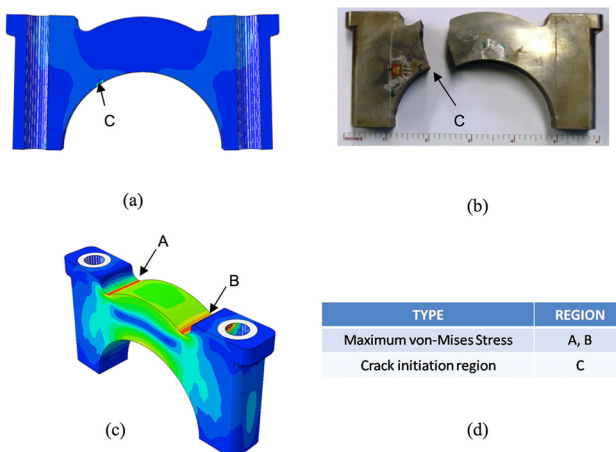 C
(a)
C
(b)
A
B
(c)
TYPE REGION
Maximum von-Mises Stress A, B
Crack initiation region C
(d)